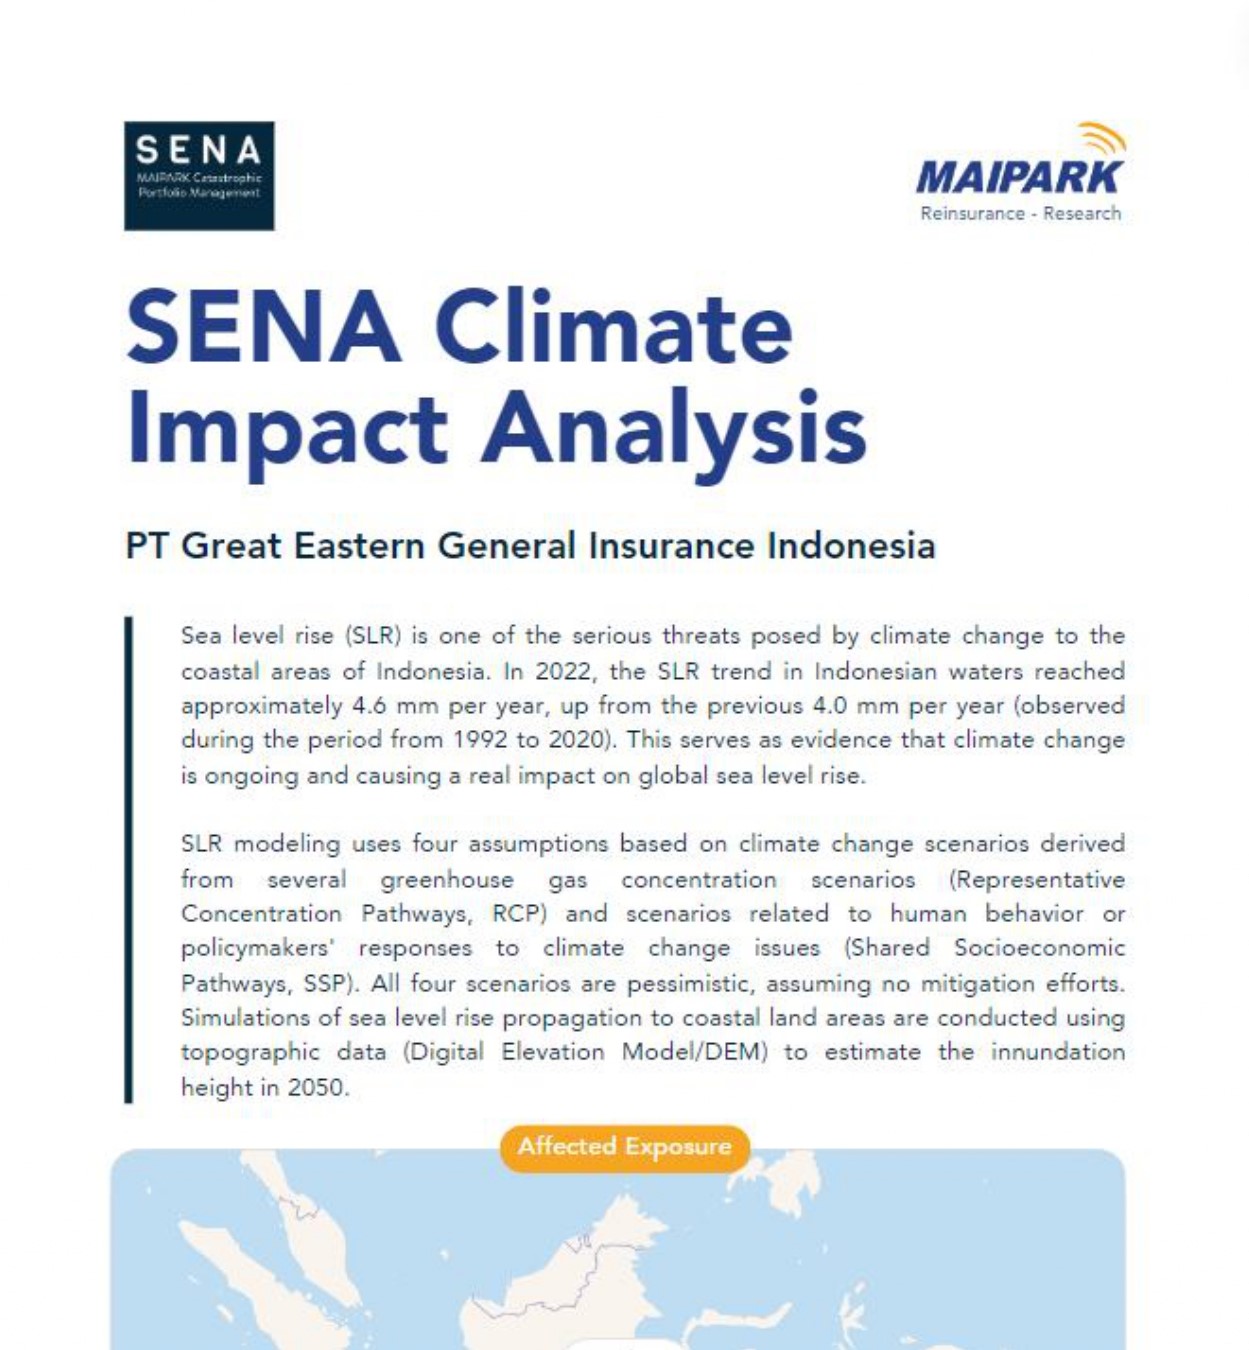 SENA
MAIPARK Catastrophic
Portfolio Management
MAIPARK
Reinsurance - Research
SENA Climate
Impact Analysis
PT Great Eastern General Insurance Indonesia
Sea level rise (SLR) is one of the serious threats posed by climate change to the
coastal areas of Indonesia. In 2022, the SLR trend in Indonesian waters reached
approximately 4.6 mm per year, up from the previous 4.0 mm per year (observed
during the period from 1992 to 2020). This serves as evidence that climate change
is ongoing and causing a real impact on global sea level rise.
SLR modeling uses four assumptions based on climate change scenarios derived
from several greenhouse gas concentration scenarios (Representative
Concentration Pathways, RCP) and scenarios related to human behavior or
policymakers' responses to climate change issues (Shared Socioeconomic
Pathways, SSP). All four scenarios are pessimistic, assuming no mitigation efforts.
Simulations of sea level rise propagation to coastal land areas are conducted using
topographic data (Digital Elevation Model/DEM) to estimate the innundation
height in 2050.
Affected Exposure